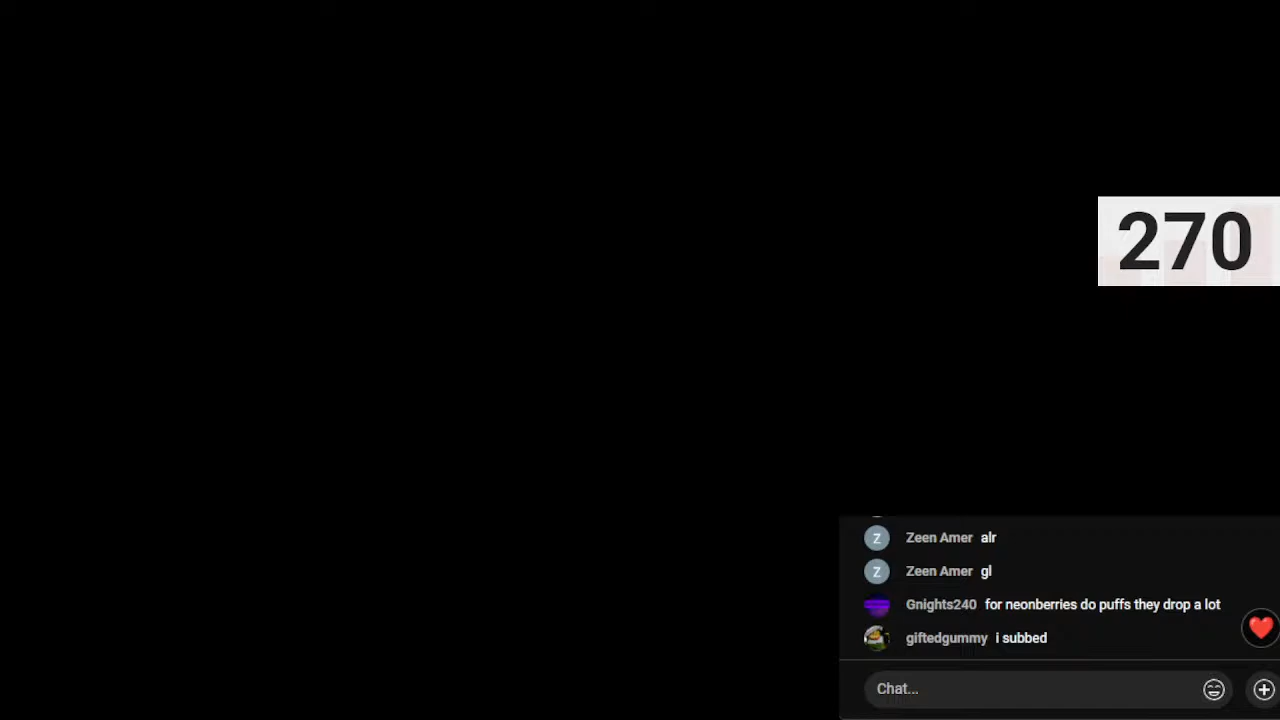 270
Z Zeen Amer alr
Z Zeen Amer gl
Gnights240 for neonberries do puffs they drop a lot
giftedgummy i subbed
Chat...